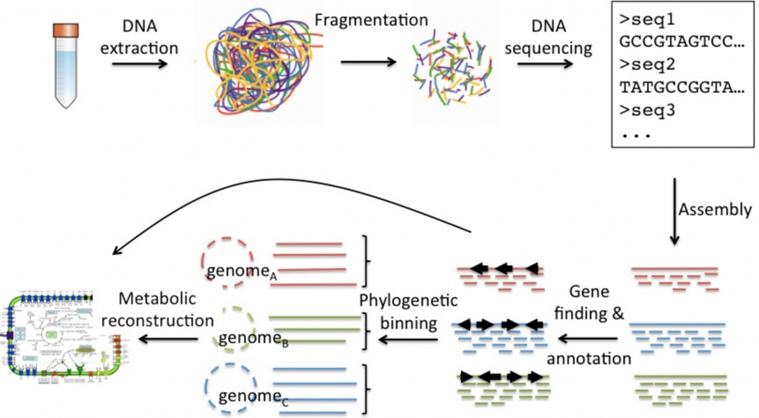 DNA
extraction
Fragmentation
DNA
sequencing
>seq1
GCCGTAGTCC…
>seq2
TATGCCGGTA…
>seq3
...
Assembly
Gene
finding &
annotation
Phylogenetic
binning
genomeA
genomeB
genomeC
Metabolic
reconstruction